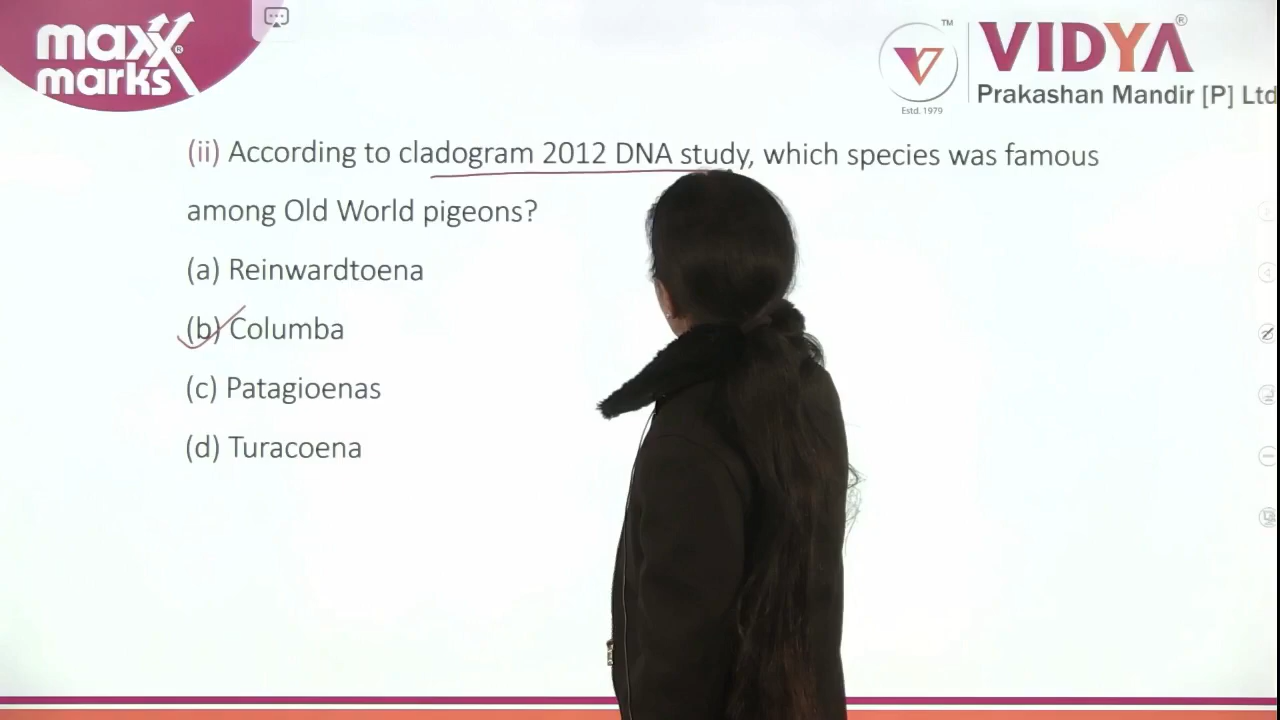 maxx
marks®
VIDYA®
TM
Prakashan Mandir [P] Ltd
Estd. 1979
(ii) According to cladogram 2012 DNA study, which species was famous
among Old World pigeons?
(a) Reinwardtoena
(b) Columba
(c) Patagioenas
(d) Turacoena